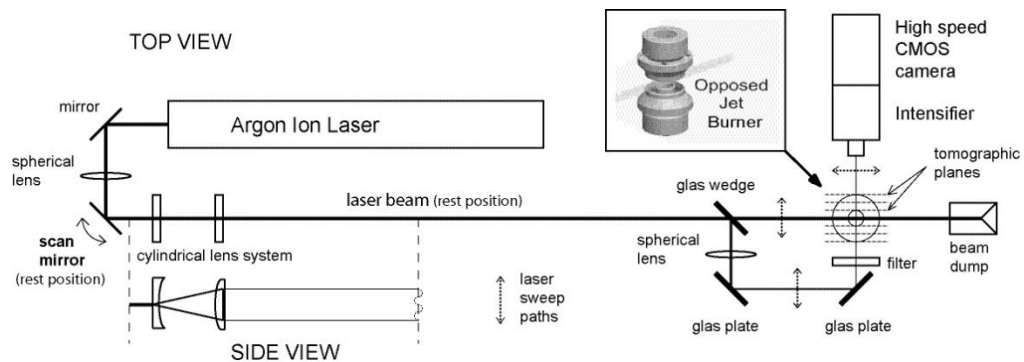 TOP VIEW
mirror
Argon Ion Laser
spherical
lens
scan
mirror
(rest position)
cylindrical lens system
laser beam (rest position)
SIDE VIEW
laser
sweep
paths
Opposed
Jet
Burner
High speed
CMOS
camera
Intensifier
tomographic
planes
glas wedge
spherical
lens
filter
beam
dump
glas plate
glas plate